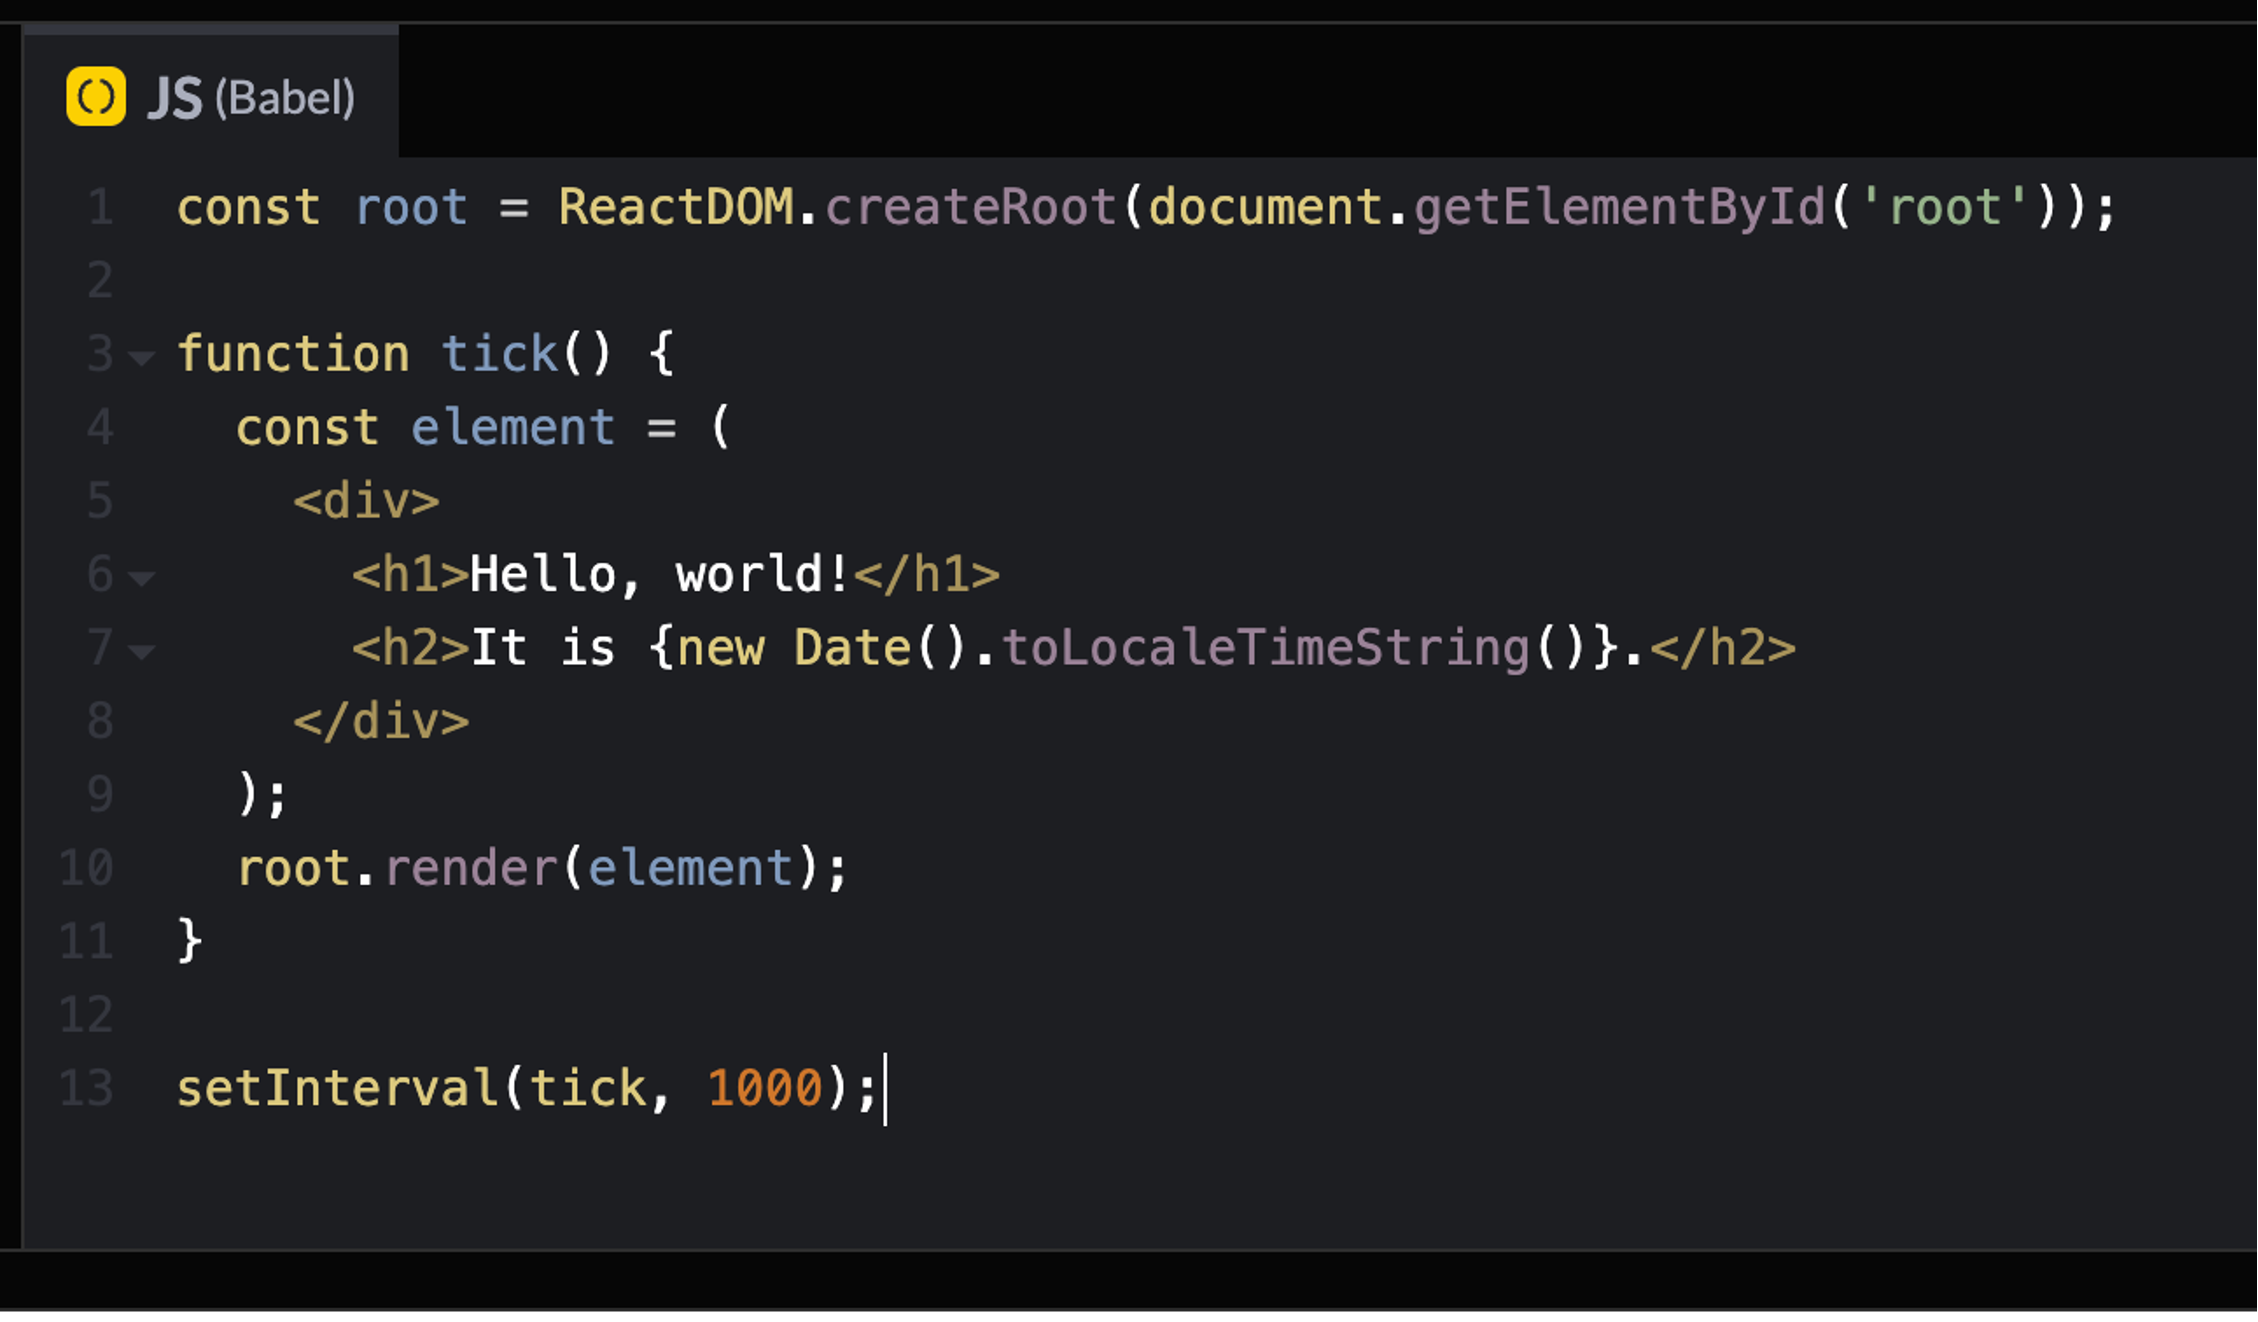 JS (Babel)
1 const root = ReactDOM.createRoot(document.getElementById('root'));
2
3 function tick() {
4   const element = (
5     <div>
6       <h1>Hello, world!</h1>
7       <h2>It is {new Date().toLocaleTimeString()}.</h2>
8     </div>
9   );
10   root.render(element);
11 }
12
13 setInterval(tick, 1000);